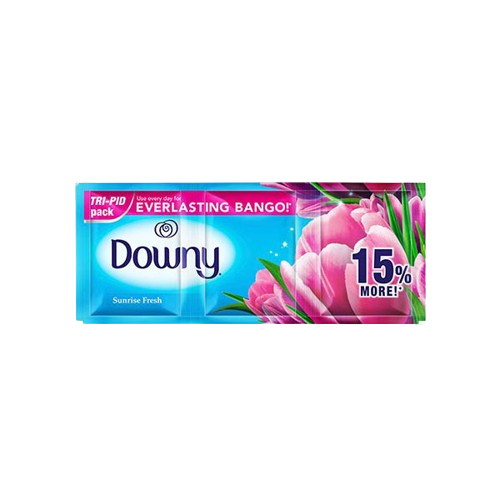 TRI-PID
pack
Use every day for
EVERLASTING BANGO!*
Downy
Sunrise Fresh
15%
MORE!*